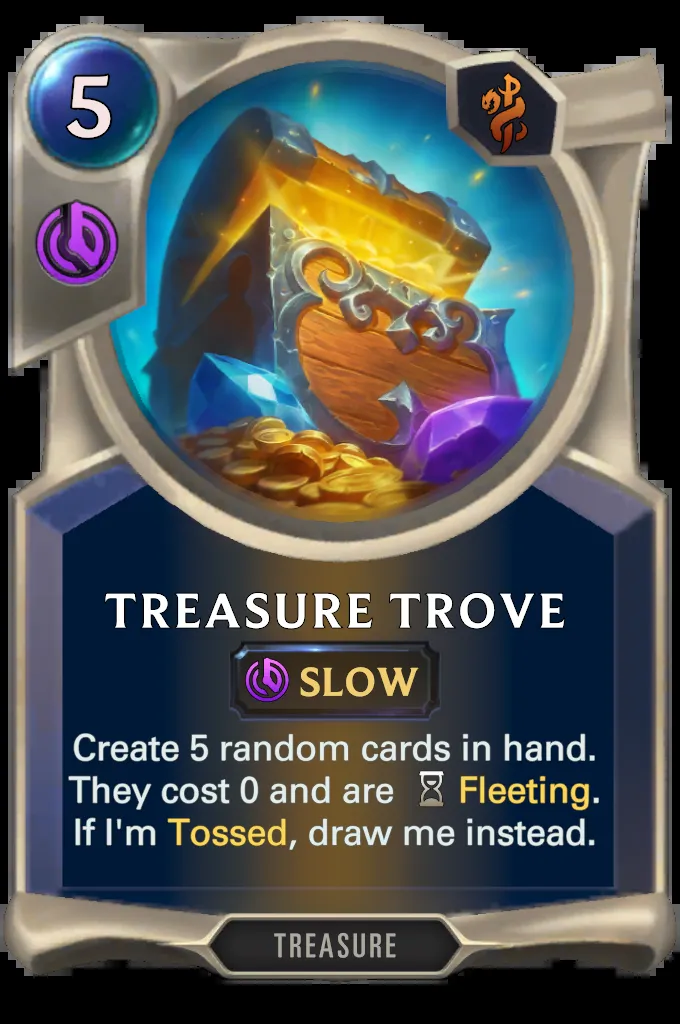 5
TREASURE TROVE
SLOW
Create 5 random cards in hand.
They cost 0 and are Fleeting.
If I'm Tossed, draw me instead.
TREASURE